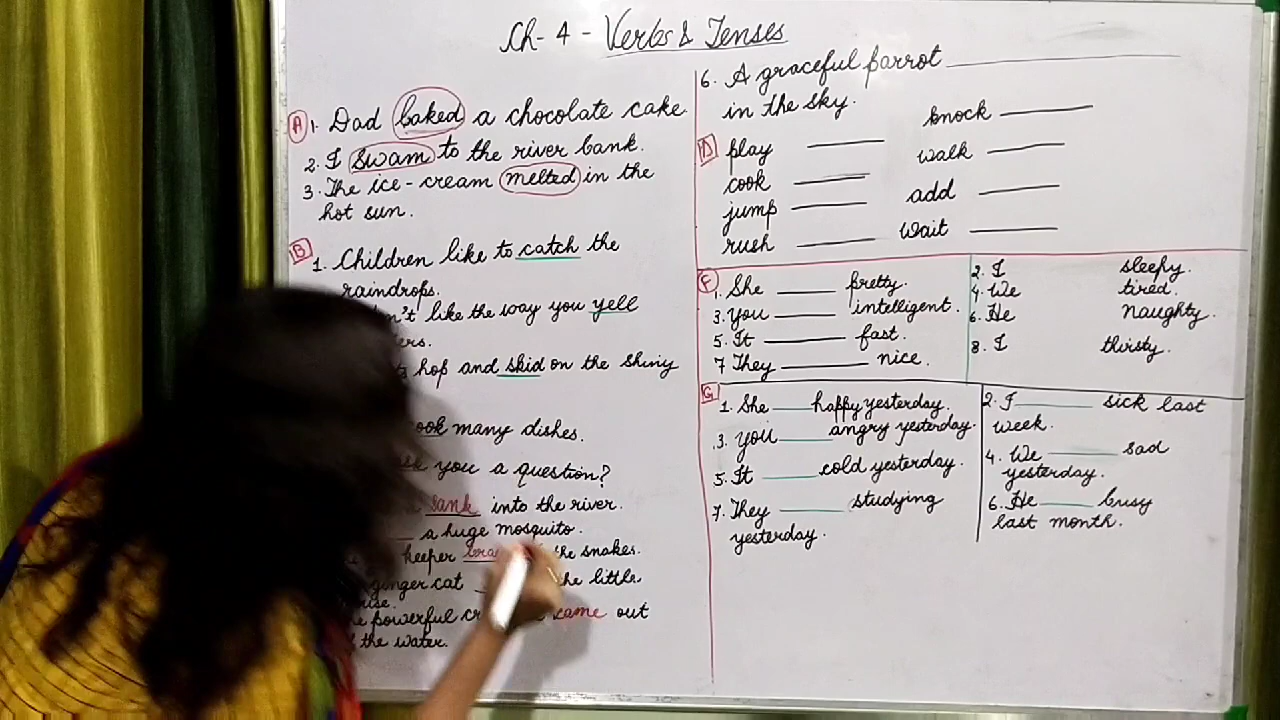 Ch- 4 - Verbs & Tenses
A 1. Dad baked a chocolate cake.
2. I swam to the river bank.
3. The ice-cream melted in the
hot sun.
B
1. Children like to catch the
raindrops.
like the way you yell
hop and skid on the shiny
many dishes.
you a question?
sank into the river.
a huge mosquito.
keeper the snakes.
ginger cat the little
powerful came out
the water.
6. A graceful parrot
in the sky.
knock
D play walk
cook add
jump
rush wait
F
1. She pretty.
3. You intelligent.
5. It fast.
7 They nice.
2. I sleepy.
4. We tired.
6. He Naughty.
8. I thirsty.
G
1. She happy yesterday.
3. You angry yesterday.
5. It cold yesterday.
7. They studying
yesterday.
2. I sick last
week.
4. We sad
yesterday.
6. He busy
last month.